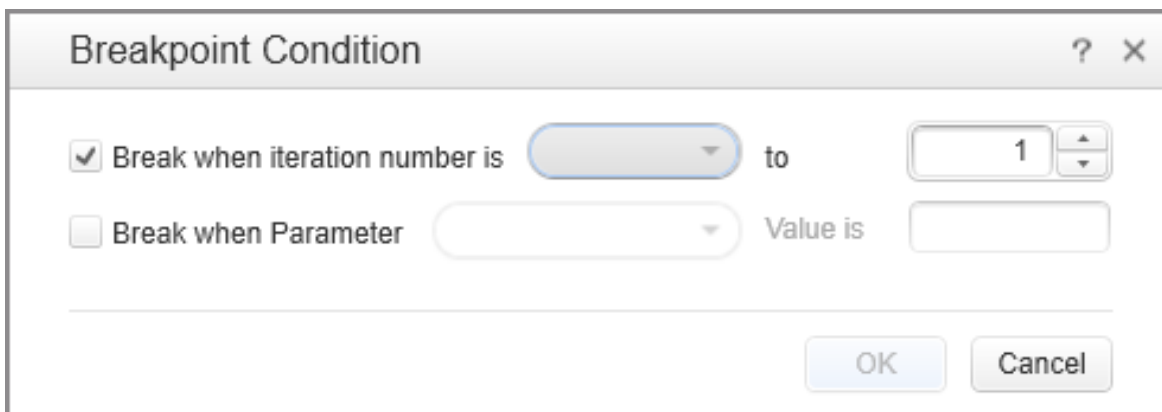 Breakpoint Condition ? ×
Break when iteration number is to 1
Break when Parameter Value is
OK Cancel